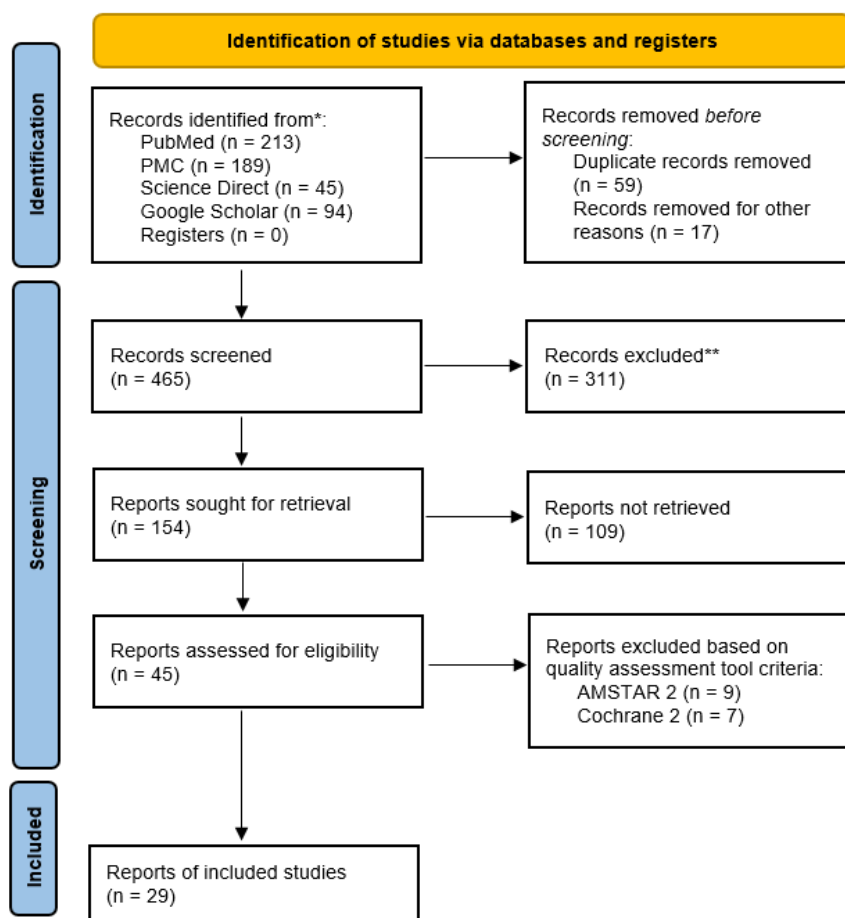 Identification of studies via databases and registers
Identification
Records identified from*:
PubMed (n = 213)
PMC (n = 189)
Science Direct (n = 45)
Google Scholar (n = 94)
Registers (n = 0)
Records removed before
screening:
Duplicate records removed
(n = 59)
Records removed for other
reasons (n = 17)
Screening
Records screened
(n = 465)
Records excluded**
(n = 311)
Reports sought for retrieval
(n = 154)
Reports not retrieved
(n = 109)
Reports assessed for eligibility
(n = 45)
Reports excluded based on
quality assessment tool criteria:
AMSTAR 2 (n = 9)
Cochrane 2 (n = 7)
Included
Reports of included studies
(n = 29)